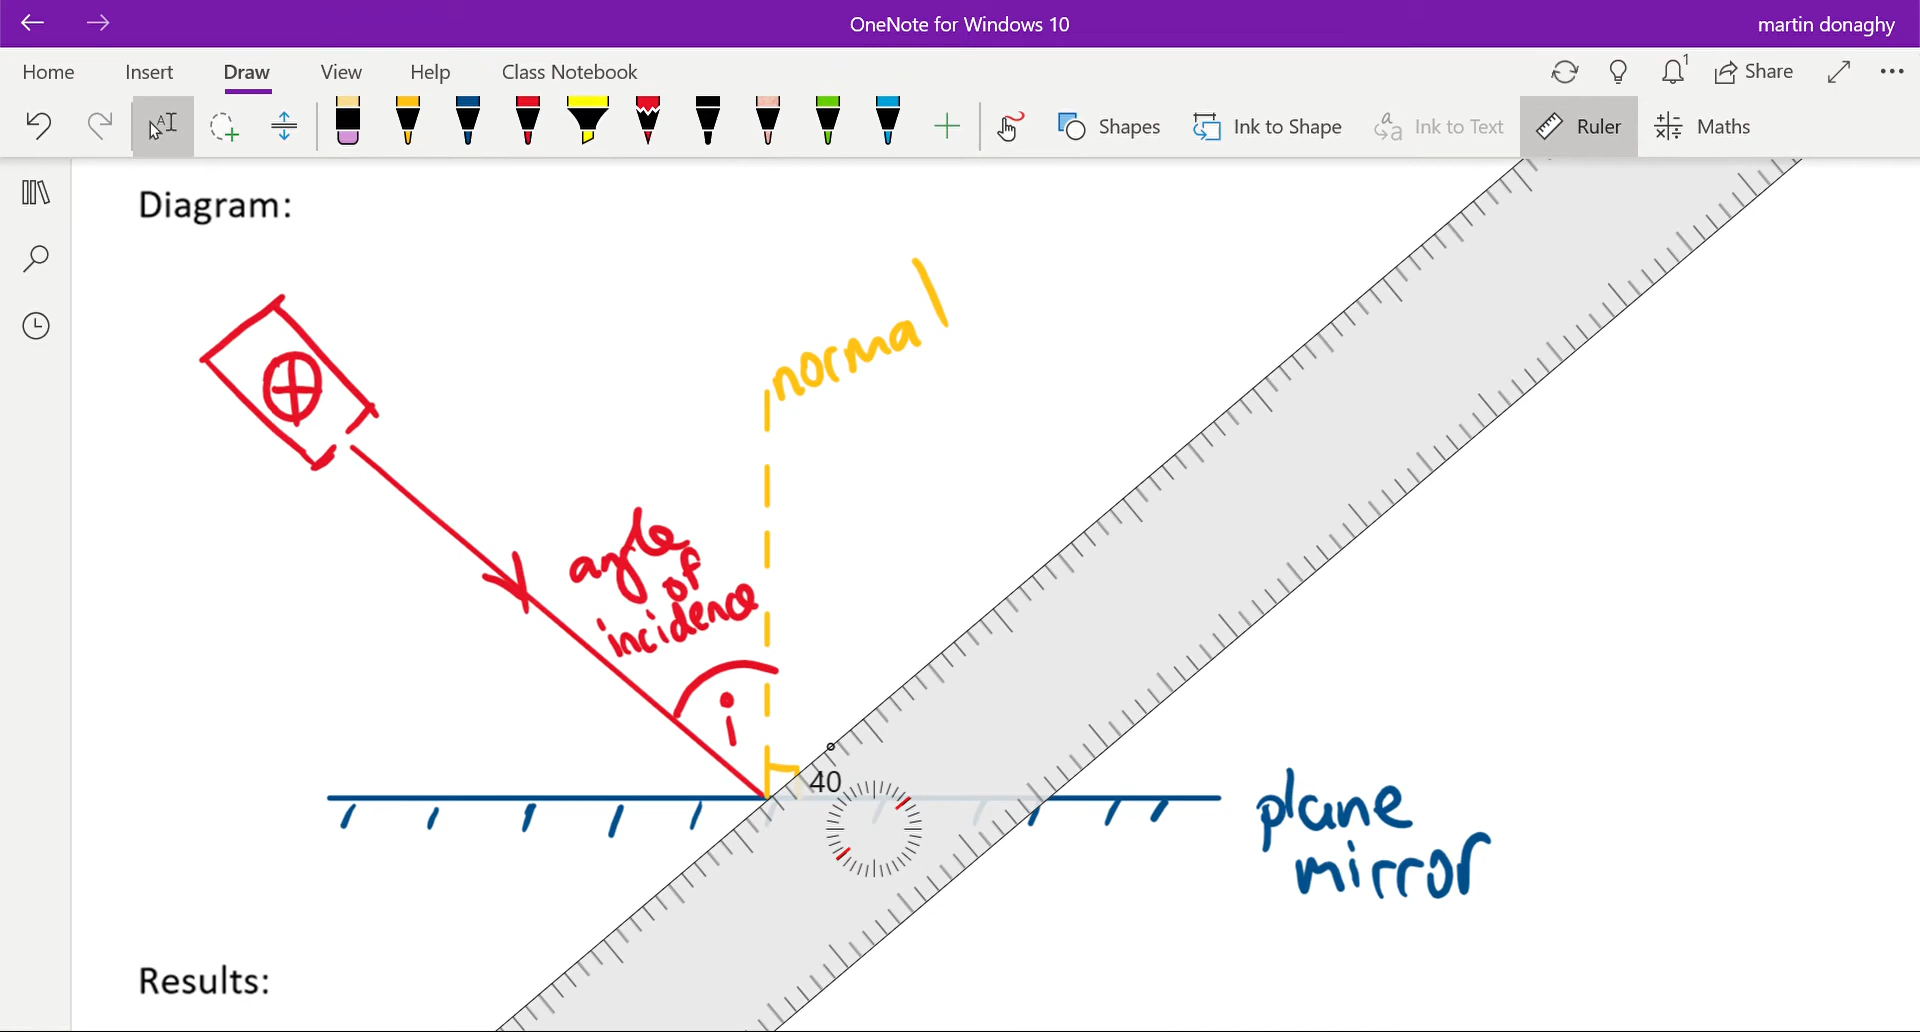 OneNote for Windows 10
martin donaghy
Home
Insert
Draw
View
Help
Class Notebook
1
Share
Shapes
Ink to Shape
Ink to Text
Ruler
Maths
Diagram:
normal
angle
of
incidence
i
40°
plane
mirror
Results: